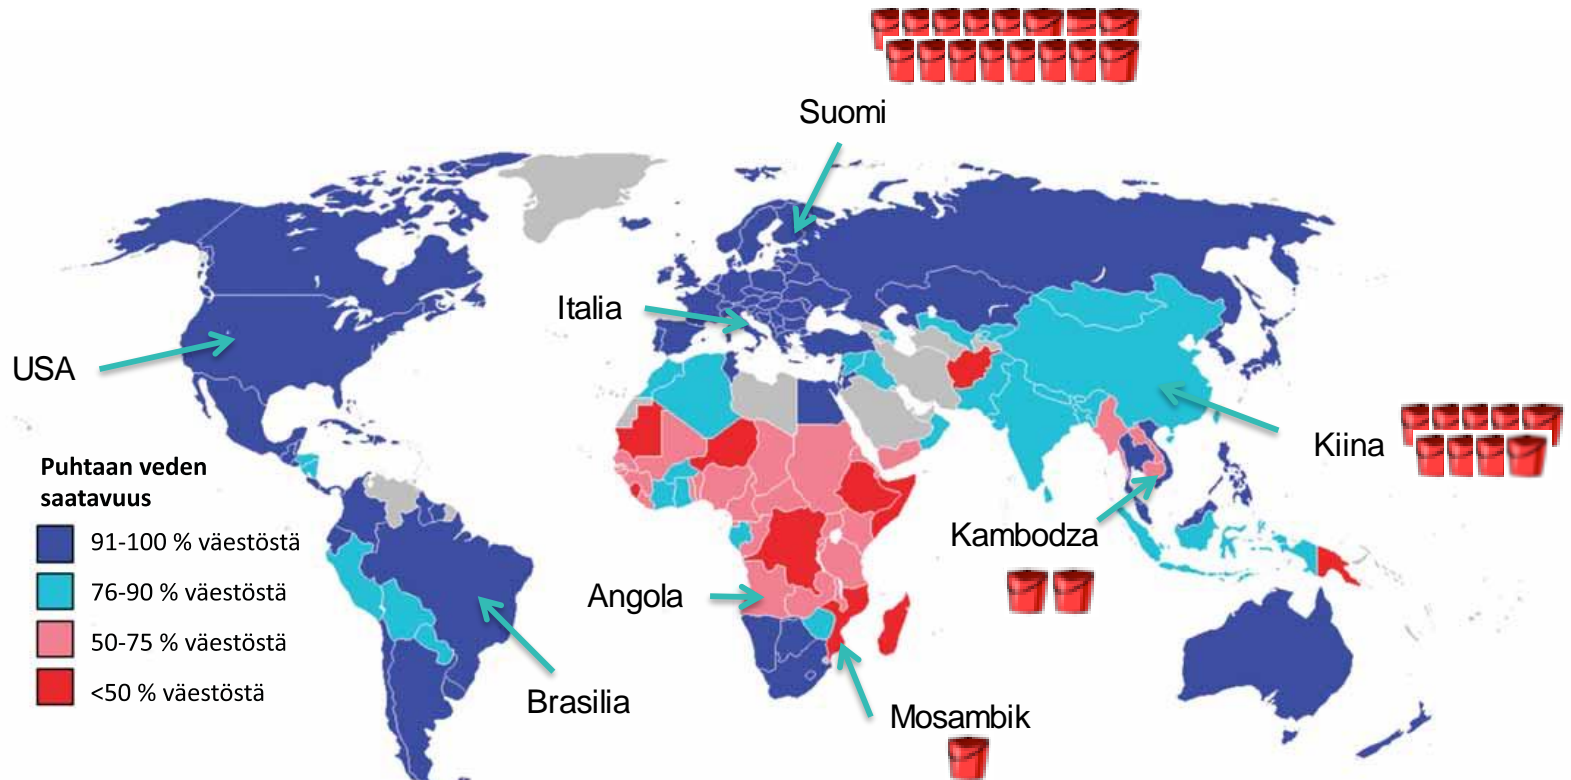 Suomi
Italia
USA
Kiina
Puhtaan veden
saatavuus
91-100 % väestöstä
76-90 % väestöstä
50-75 % väestöstä
<50 % väestöstä
Kambodza
Angola
Brasilia
Mosambik